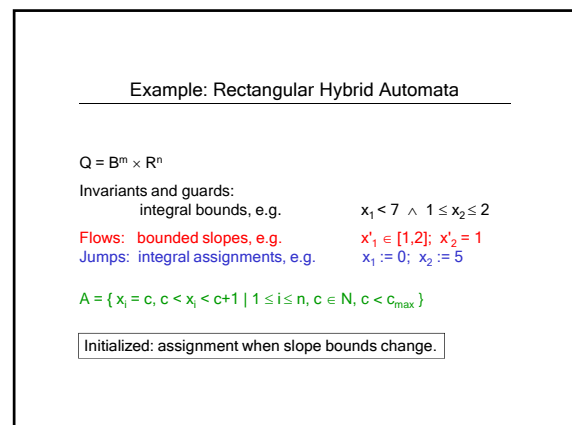 Example: Rectangular Hybrid Automata
Q = Bᵐ × Rⁿ
Invariants and guards:
integral bounds, e.g. x₁ < 7 ∧ 1 ≤ x₂ ≤ 2
Flows: bounded slopes, e.g. x'₁ ∈ [1,2]; x'₂ = 1
Jumps: integral assignments, e.g. x₁ := 0; x₂ := 5
A = { xᵢ = c, c < xᵢ < c+1 | 1 ≤ i ≤ n, c ∈ N, c < cₘₐₓ }
Initialized: assignment when slope bounds change.